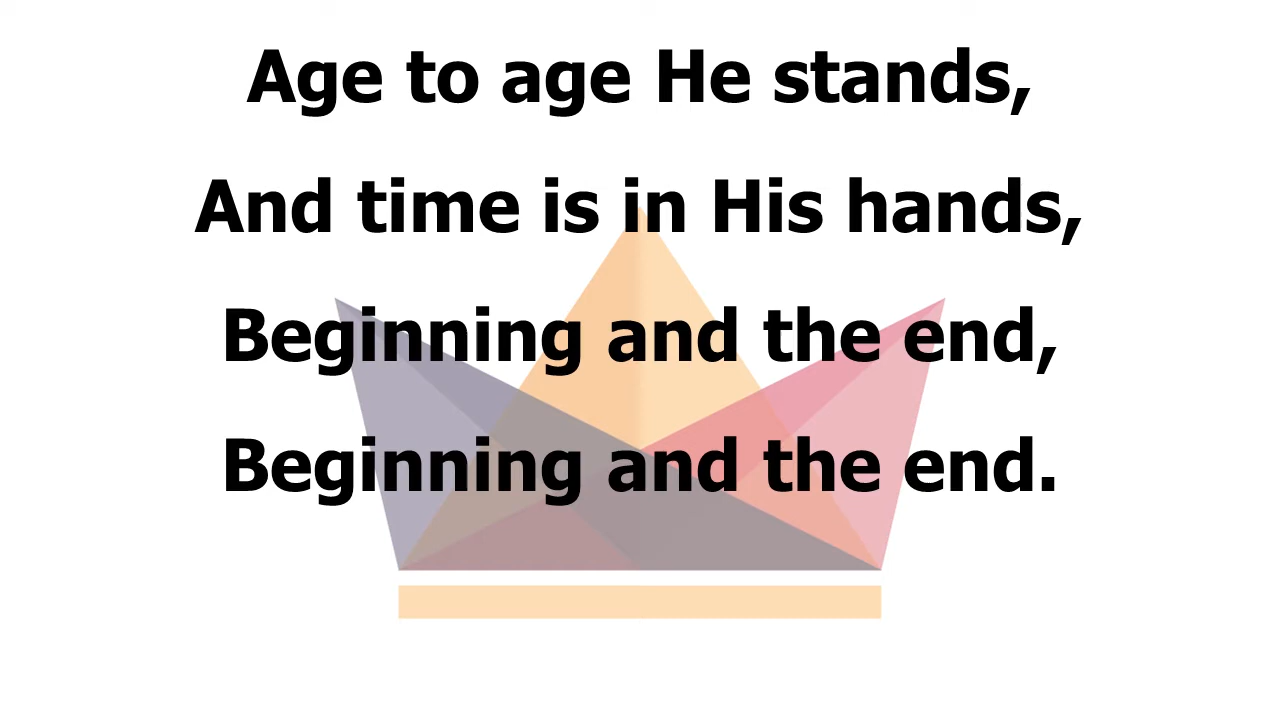 Age to age He stands,
And time is in His hands,
Beginning and the end,
Beginning and the end.